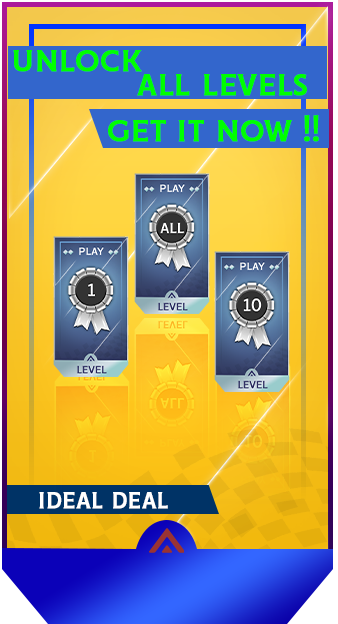 UNLOCK
ALL LEVELS
GET IT NOW !!
PLAY
ALL
LEVEL
PLAY
1
LEVEL
PLAY
10
LEVEL
IDEAL DEAL